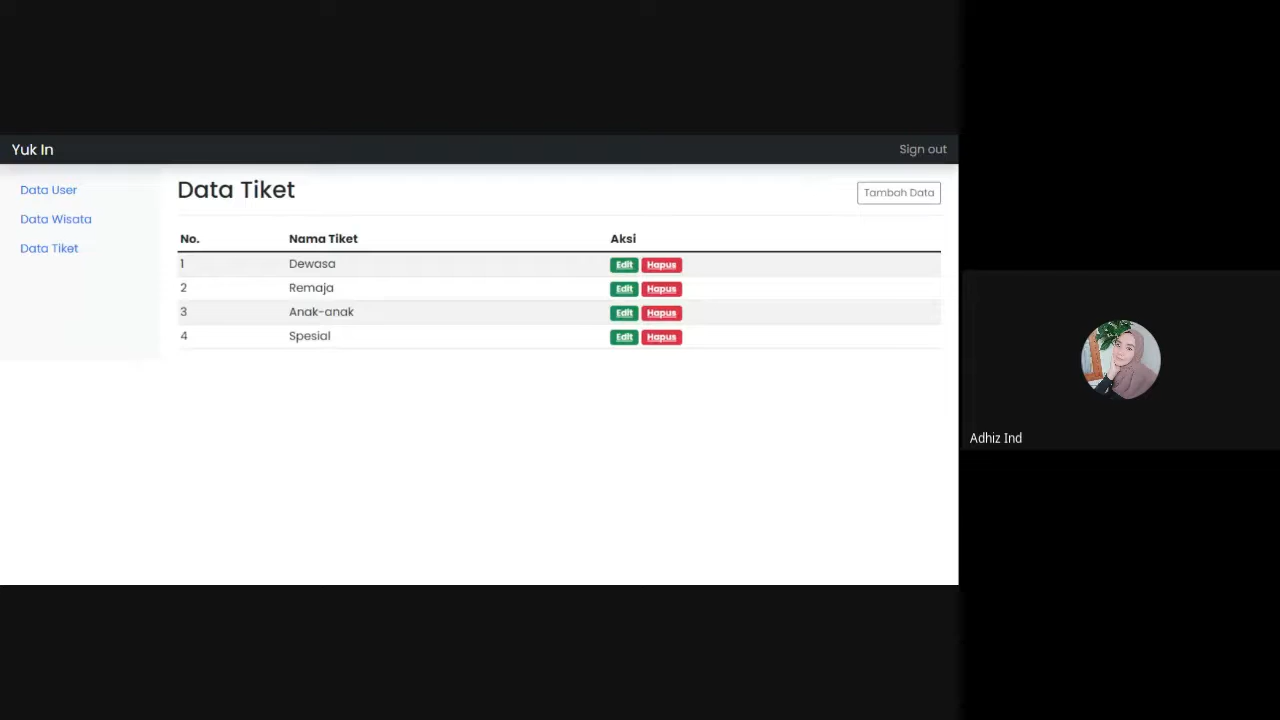 Yuk In
Sign out
Data User
Data Wisata
Data Tiket
Data Tiket
Tambah Data
No. Nama Tiket Aksi
1 Dewasa Edit Hapus
2 Remaja Edit Hapus
3 Anak-anak Edit Hapus
4 Spesial Edit Hapus
Adhiz Ind